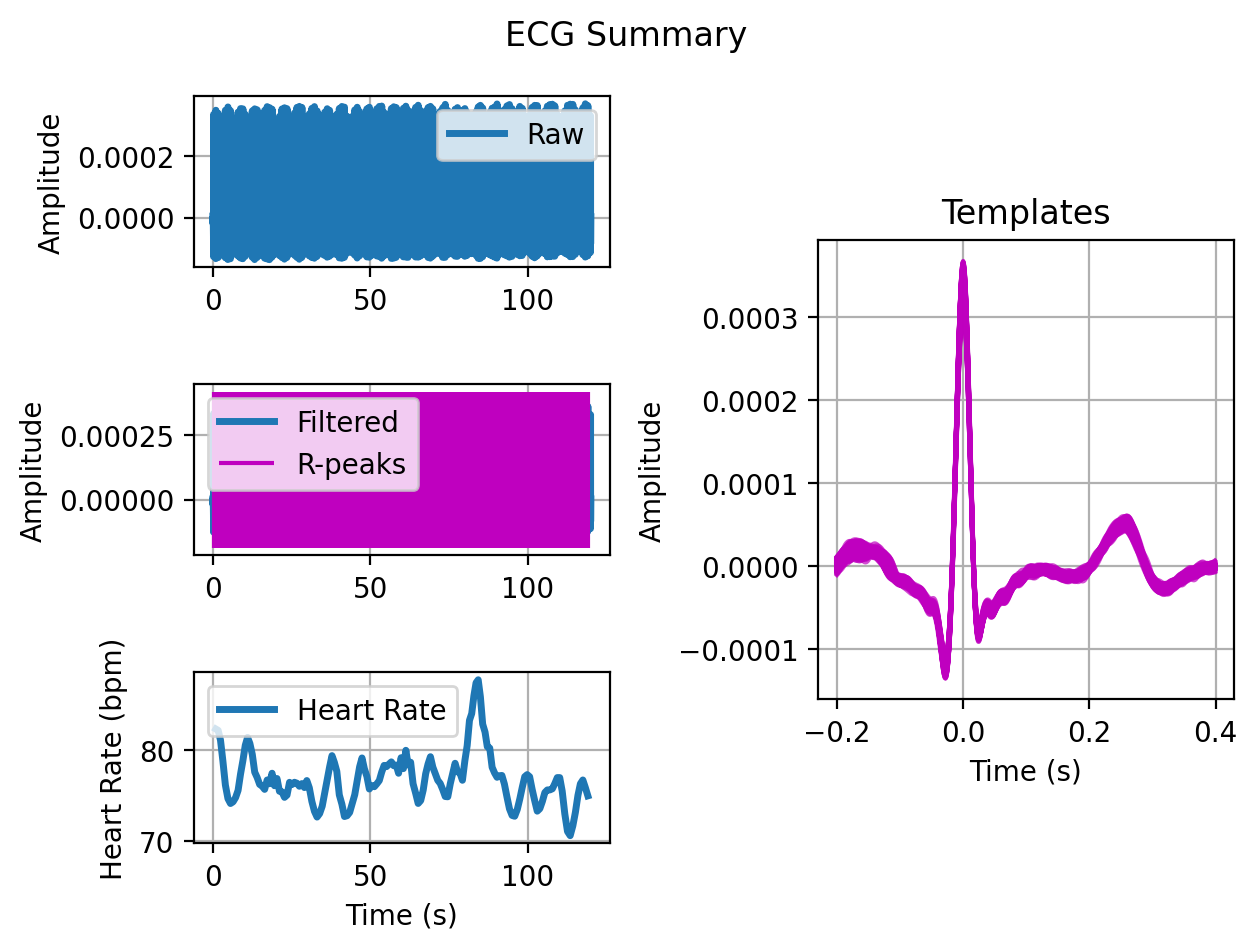 ECG Summary
Amplitude
0.0002
0.0000
Raw
0 50 100
Amplitude
0.00025
0.00000
Filtered
R-peaks
0 50 100
Heart Rate (bpm)
80
70
Heart Rate
0 50 100
Time (s)
Templates
Amplitude
0.0003
0.0002
0.0001
0.0000
−0.0001
−0.2 0.0 0.2 0.4
Time (s)